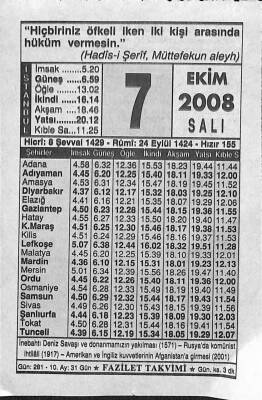 "Hiçbiriniz öfkeli iken iki kişi arasında
hüküm vermesin."
(Hadîs-i Şerîf, Müttefekun aleyh)
İSTANBUL
İmsak ....... 5.20
Güneş ....... 6.59
Öğle ....... 13.02
İkindi ....... 16.14
Akşam ....... 18.46
Yatsı ....... 20.12
Kıble Sa. ... 11.25
7
EKİM
2008
SALI
Hicrî: 8 Şevval 1429 - Rûmî: 24 Eylül 1424 - Hızır 155
Şehirler İmsak Güneş Öğle İkindi Akşam Yatsı Kıble S
Adana 4.58 6.32 12.36 15.53 18.23 19.44 11.44
Adıyaman 4.45 6.20 12.25 15.40 18.11 19.33 12.00
Amasya 4.53 6.31 12.34 15.47 18.19 19.45 11.52
Diyarbakır 4.37 6.12 12.17 15.32 18.03 19.25 12.10
Elazığ 4.41 6.16 12.21 15.35 18.07 19.29 12.06
Gaziantep 4.50 6.23 12.28 15.44 18.15 19.36 11.55
Hatay 4.55 6.27 12.33 15.50 18.20 19.40 11.47
K.Maraş 4.51 6.25 12.30 15.46 18.17 19.38 11.53
Kilis 4.51 6.24 12.29 15.46 18.16 19.37 11.53
Lefkoşe 5.07 6.38 12.44 16.02 18.32 19.51 11.28
Malatya 4.45 6.20 12.25 15.39 18.10 19.33 12.01
Mardin 4.36 6.10 12.15 15.31 18.01 19.23 12.13
Mersin 5.01 6.34 12.39 15.56 18.26 19.47 11.39
Ordu 4.45 6.22 12.26 15.40 18.11 19.36 12.00
Osmaniye 4.54 6.28 12.33 15.49 18.19 19.40 11.49
Samsun 4.50 6.29 12.32 15.44 18.17 19.43 11.54
Sivas 4.49 6.26 12.30 15.43 18.15 19.39 11.56
Şanlıurfa 4.44 6.18 12.23 15.39 18.09 19.30 12.03
Tokat 4.50 6.28 12.31 15.44 18.16 19.42 11.54
Tunceli 4.39 6.15 12.19 15.34 18.05 19.29 12.07
İnebahtı Deniz Savaşı ve donanmamızın yakılması (1571) – Rusya'da komünist
ihtilâli (1917) – Amerikan ve İngiliz kuvvetlerinin Afganistan'a girmesi (2001)
Gün: 281 - 10. Ay: 31 Gün ★ FAZİLET TAKVİMİ ★ Gün. kıs. 3 dk